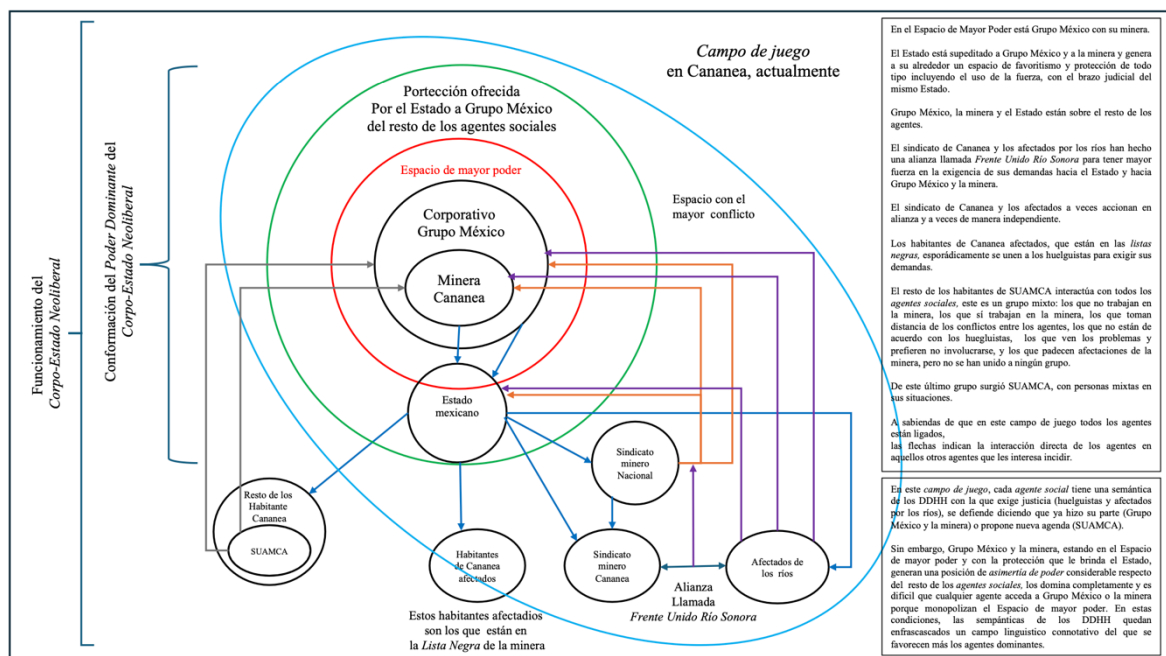 Funcionamiento del
Corpo-Estado Neoliberal
Conformación del Poder Dominante del
Corpo-Estado Neoliberal
Campo de juego
en Cananea, actualmente
Portección ofrecida
Por el Estado a Grupo México
del resto de los agentes sociales
Espacio de mayor poder
Espacio con el
mayor conflicto
Corporativo
Grupo México
Minera
Cananea
Estado
mexicano
Sindicato
minero
Nacional
Resto de los
Habitante
Cananea
SUAMCA
Habitantes
de Cananea
afectados
Sindicato
minero
Cananea
Afectados de
los ríos
Alianza
Llamada
Frente Unido Río Sonora
Estos habitantes afectadios
son los que están en
la Lista Negra de la minera
En el Espacio de Mayor Poder está Grupo México con su minera.
El Estado está supeditado a Grupo México y a la minera y genera
a su alrededor un espacio de favoritismo y protección de todo
tipo incluyendo el uso de la fuerza, con el brazo judicial del
mismo Estado.
Grupo México, la minera y el Estado están sobre el resto de los
agentes.
El sindicato de Cananea y los afectados por los ríos han hecho
una alianza llamada Frente Unido Río Sonora para tener mayor
fuerza en la exigencia de sus demandas hacia el Estado y hacia
Grupo México y la minera.
El sindicato de Cananea y los afectados a veces accionan en
alianza y a veces de manera independiente.
Los habitantes de Cananea afectados, que están en las listas
negras, esporádicamente se unen a los huelguistas para exigir sus
demandas.
El resto de los habitantes de SUAMCA interactúa con todos los
agentes sociales, este es un grupo mixto: los que no trabajan en
la minera, los que sí trabajan en la minera, los que toman
distancia de los conflictos entre los agentes, los que no están de
acuerdo con los huegluistas, los que ven los problemas y
prefieren no involucrarse, y los que padecen afectaciones de la
minera, pero no se han unido a ningún grupo.
De este último grupo surgió SUAMCA, con personas mixtas en
sus situaciones.
A sabiendas de que en este campo de juego todos los agentes
están ligados,
las flechas indican la interacción directa de los agentes en
aquellos otros agentes que les interesa incidir.
En este campo de juego, cada agente social tiene una semántica
de los DDHH con la que exige justicia (huelguistas y afectados
por los ríos), se defiende diciendo que ya hizo su parte (Grupo
México y la minera) o propone nueva agenda (SUAMCA).
Sin embargo, Grupo México y la minera, estando en el Espacio
de mayor poder y con la protección que le brinda el Estado,
generan una posición de asimertía de poder considerable respecto
del resto de los agentes sociales, los domina completamente y es
difícil que cualquier agente acceda a Grupo México o la minera
porque monopolizan el Espacio de mayor poder. En estas
condiciones, las sempánticas de los DDHH quedan
enfrascascados un campo linguístico connotativo del que se
favorecen más los agentes dominantes.